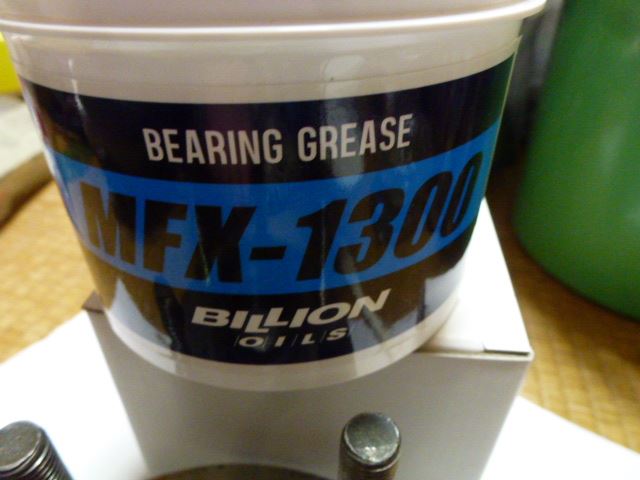 BEARING GREASE
MFX-1300
BILLION
OILS